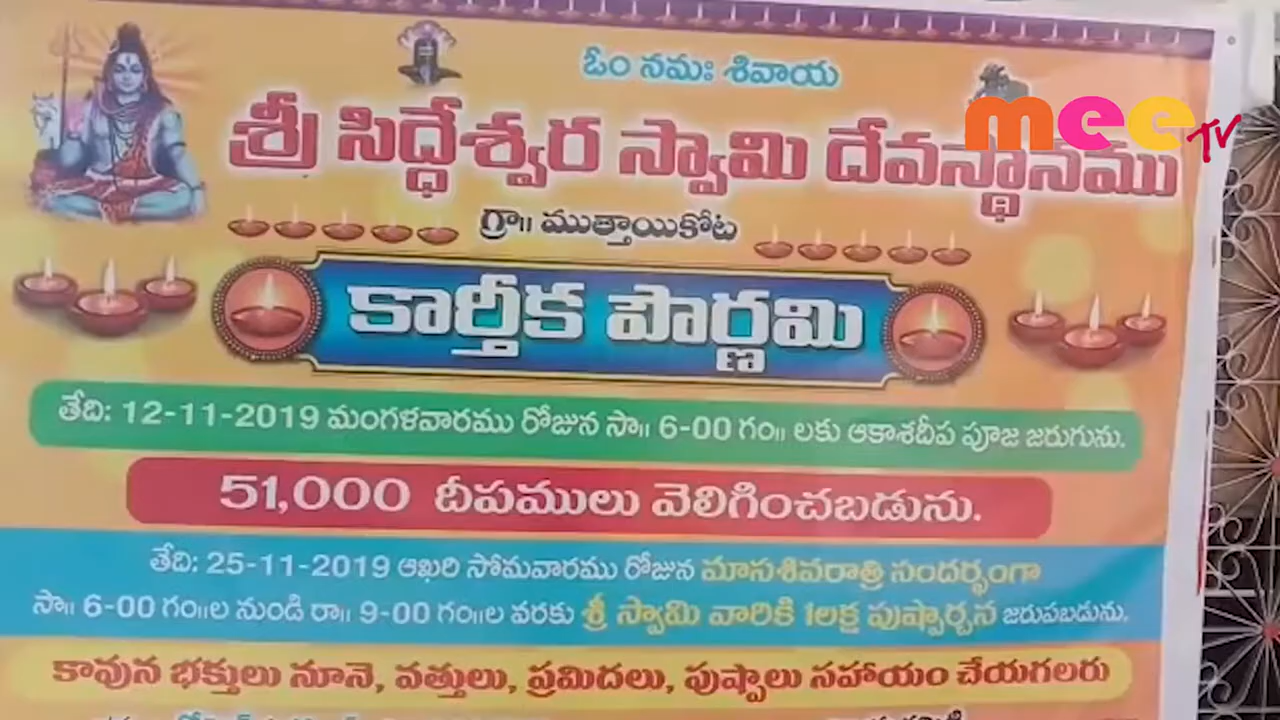 ఓం నమః శివాయ
mee TV
శ్రీ సిద్ధేశ్వర స్వామి దేవస్థానము
గ్రా॥ ముత్తాయికోట
కార్తీక పౌర్ణమి
తేది: 12-11-2019 మంగళవారము రోజున సా॥ 6-00 గం॥ లకు ఆకాశదీప పూజ జరుగును.
51,000 దీపములు వెలిగించబడును.
తేది: 25-11-2019 ఆఖరి సోమవారము రోజున మాసశివరాత్రి సందర్భంగా
సా॥ 6-00 గం॥ల నుండి రా॥ 9-00 గం॥ల వరకు శ్రీ స్వామి వారికి 1లక్ష పుష్పార్చన జరుపబడును.
కావున భక్తులు నూనె, వత్తులు, ప్రమిదలు, పుష్పాలు సహాయం చేయగలరు